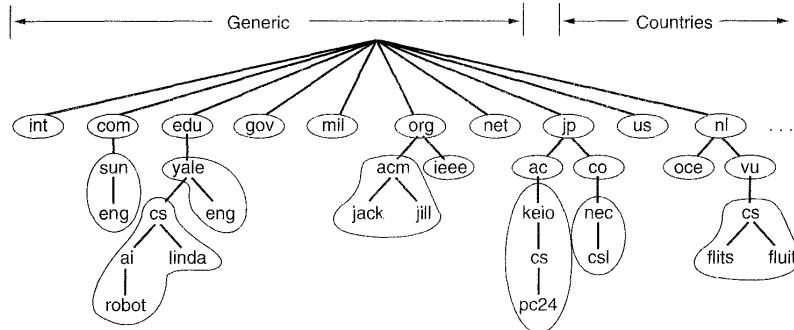 Generic Countries
int com edu gov mil org net jp us nl ...
sun yale acm ieee ac co oce vu
eng cs eng jack jill keio nec cs
ai linda cs csl flits fluit
robot pc24